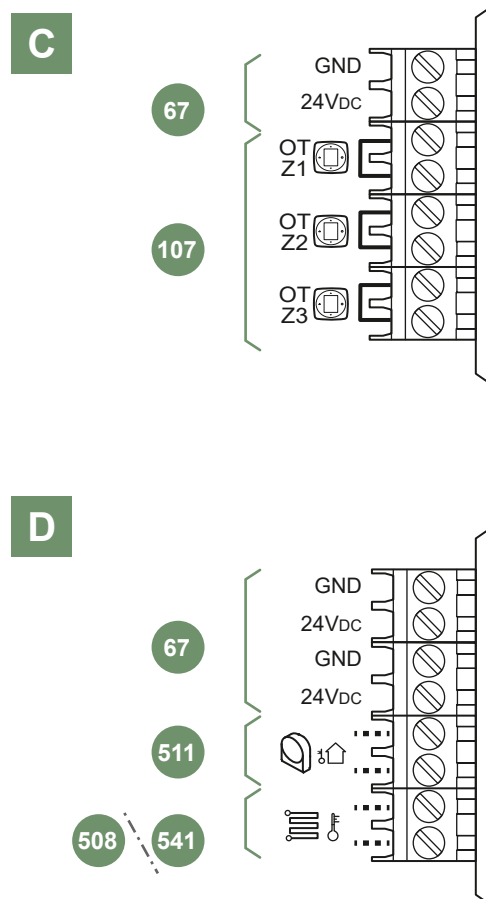 C
GND
24VDC
67
OT
Z1
OT
Z2
107
OT
Z3
D
GND
24VDC
67
GND
24VDC
511
508
541